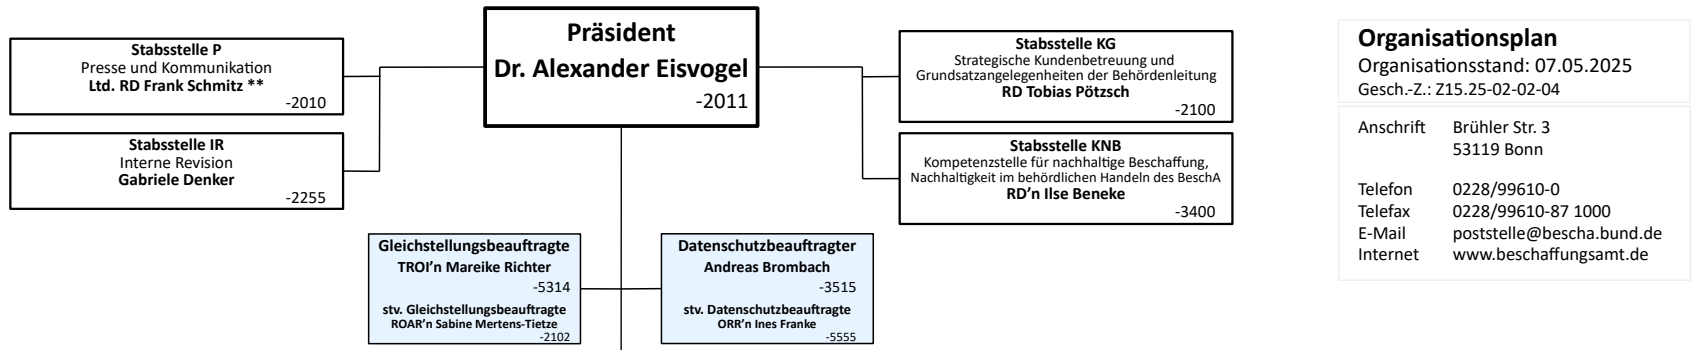 Präsident
Dr. Alexander Eisvogel
-2011
Stabsstelle P
Presse und Kommunikation
Ltd. RD Frank Schmitz **
-2010
Stabsstelle IR
Interne Revision
Gabriele Denker
-2255
Stabsstelle KG
Strategische Kundenbetreuung und
Grundsatzangelegenheiten der Behördenleitung
RD Tobias Pötzsch
-2100
Stabsstelle KNB
Kompetenzstelle für nachhaltige Beschaffung,
Nachhaltigkeit im behördlichen Handeln des BeschA
RD’n Ilse Beneke
-3400
Gleichstellungsbeauftragte
TROI’n Mareike Richter
-5314
stv. Gleichstellungsbeauftragte
ROAR’n Sabine Mertens-Tietze
-2102
Datenschutzbeauftragter
Andreas Brombach
-3515
stv. Datenschutzbeauftragte
ORR’n Ines Franke
-5555
Organisationsplan
Organisationsstand: 07.05.2025
Gesch.-Z.: Z15.25-02-02-04
Anschrift Brühler Str. 3
53119 Bonn
Telefon 0228/99610-0
Telefax 0228/99610-87 1000
E-Mail poststelle@bescha.bund.de
Internet www.beschaffungsamt.de